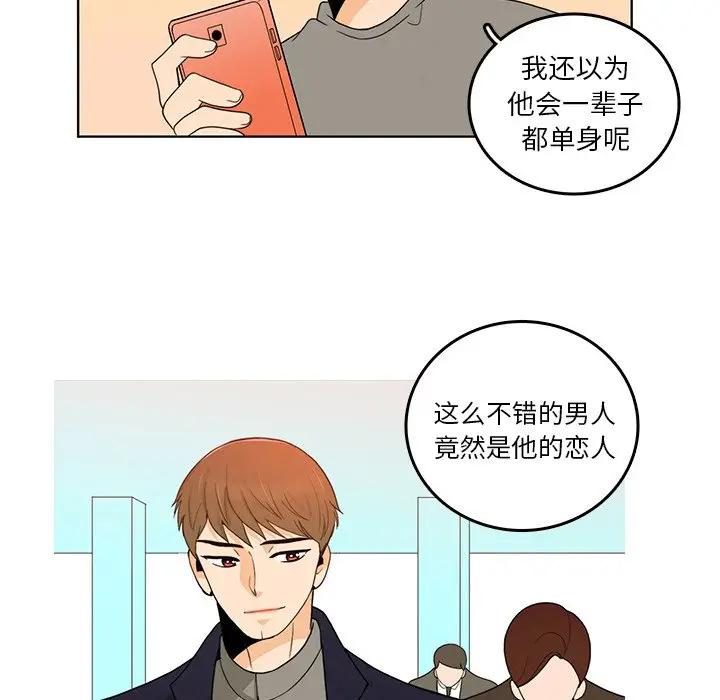 我还以为
他会一辈子
都单身呢
这么不错的男人
竟然是他的恋人